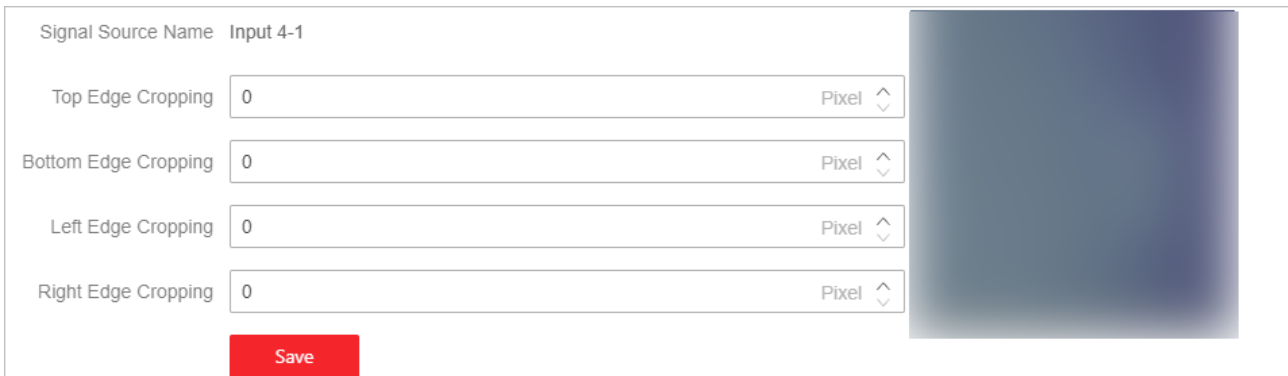 Signal Source Name Input 4-1
Top Edge Cropping 0 Pixel
Bottom Edge Cropping 0 Pixel
Left Edge Cropping 0 Pixel
Right Edge Cropping 0 Pixel
Save